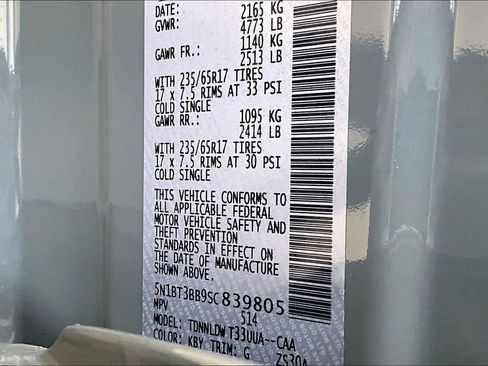 DATE: 2165 KG
GVWR: 4773 LB
1140 KG
GAWR FR.: 2513 LB
WITH 235/65R17 TIRES
17 x 7.5 RIMS AT 33 PSI
COLD SINGLE
GAWR RR.: 1095 KG
2414 LB
WITH 235/65R17 TIRES
17 x 7.5 RIMS AT 30 PSI
COLD SINGLE
THIS VEHICLE CONFORMS TO
ALL APPLICABLE FEDERAL
MOTOR VEHICLE SAFETY AND
THEFT PREVENTION
STANDARDS IN EFFECT ON
THE DATE OF MANUFACTURE
SHOWN ABOVE.
5N1BT3BB9SC839805
MPV 514
MODEL: TDNNLDW T33UUA--CAA
COLOR: KBY TRIM: G ZS30A